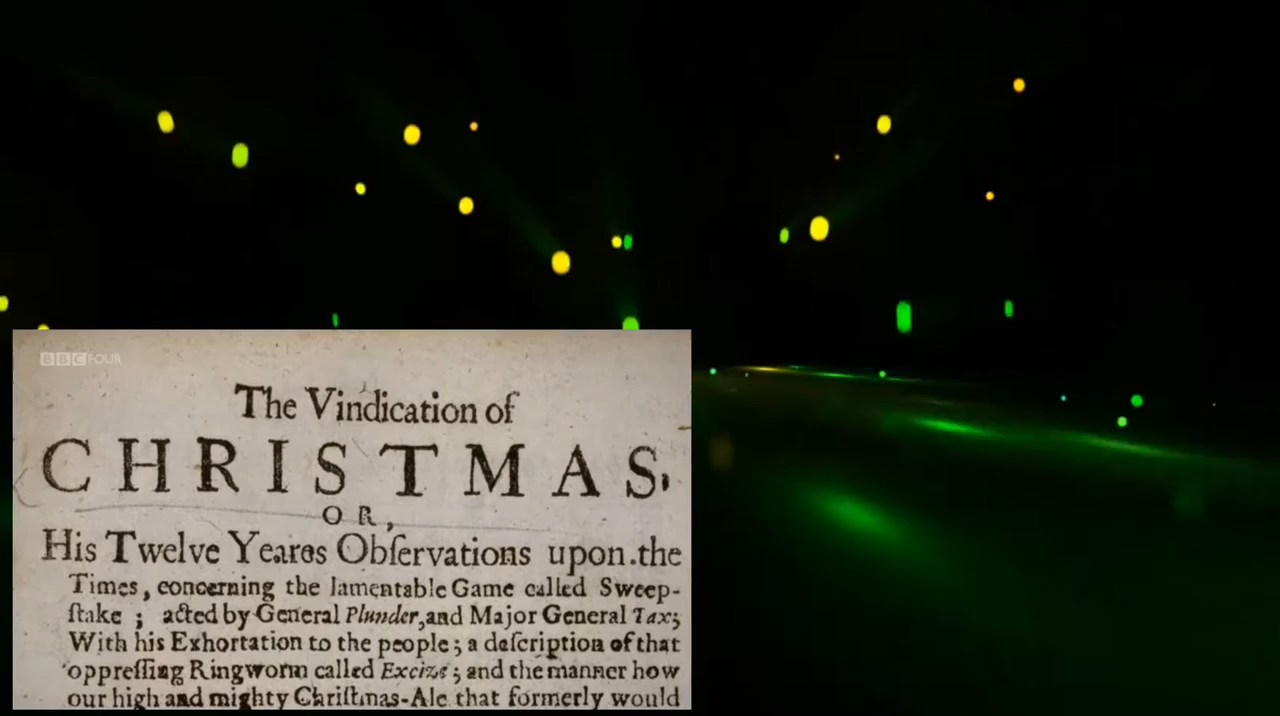 BBC FOUR
The Vindication of
CHRISTMAS,
OR,
His Twelve Yeares Obſervations upon.the
Times, concerning the lamentable Game called Sweep-
ſtake ; acted by General Plunder, and Major General Tax;
With his Exhortation to the people ; a deſcription of that
oppreſſing Ringworm called Excize ; and the manner how
our high and mighty Chriſtmas-Ale that formerly would